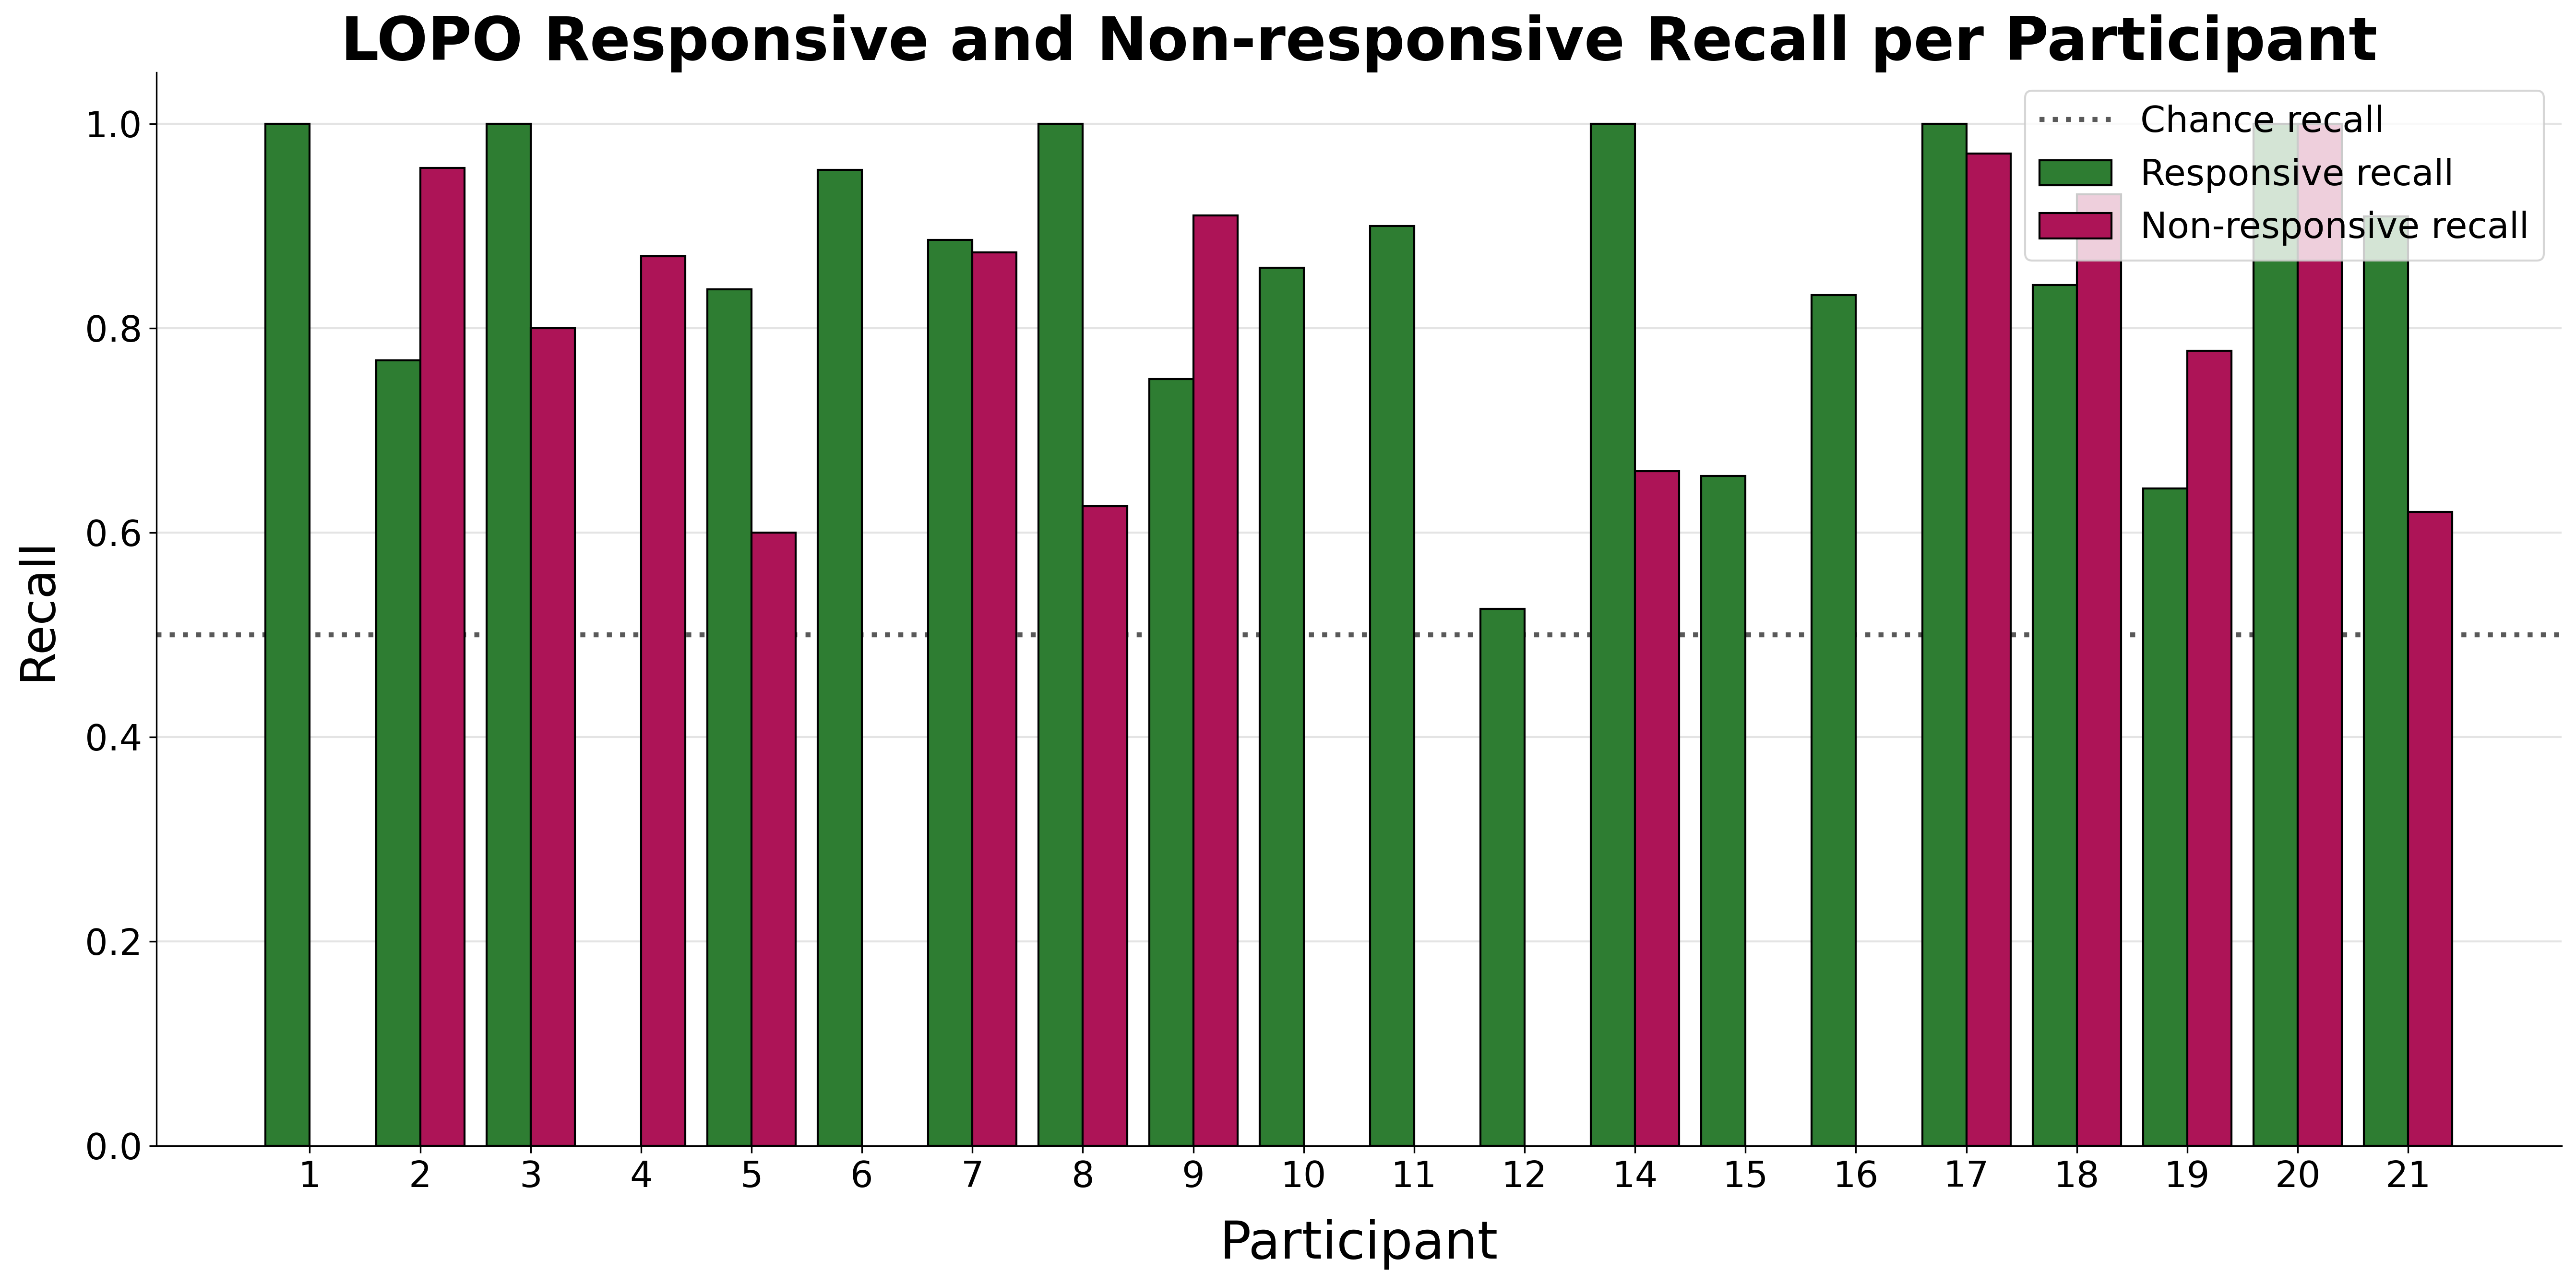 LOPO Responsive and Non-responsive Recall per Participant
Chance recall
Responsive recall
Non-responsive recall
Recall
1.0
0.8
0.6
0.4
0.2
0.0
1 2 3 4 5 6 7 8 9 10 11 12 14 15 16 17 18 19 20 21
Participant